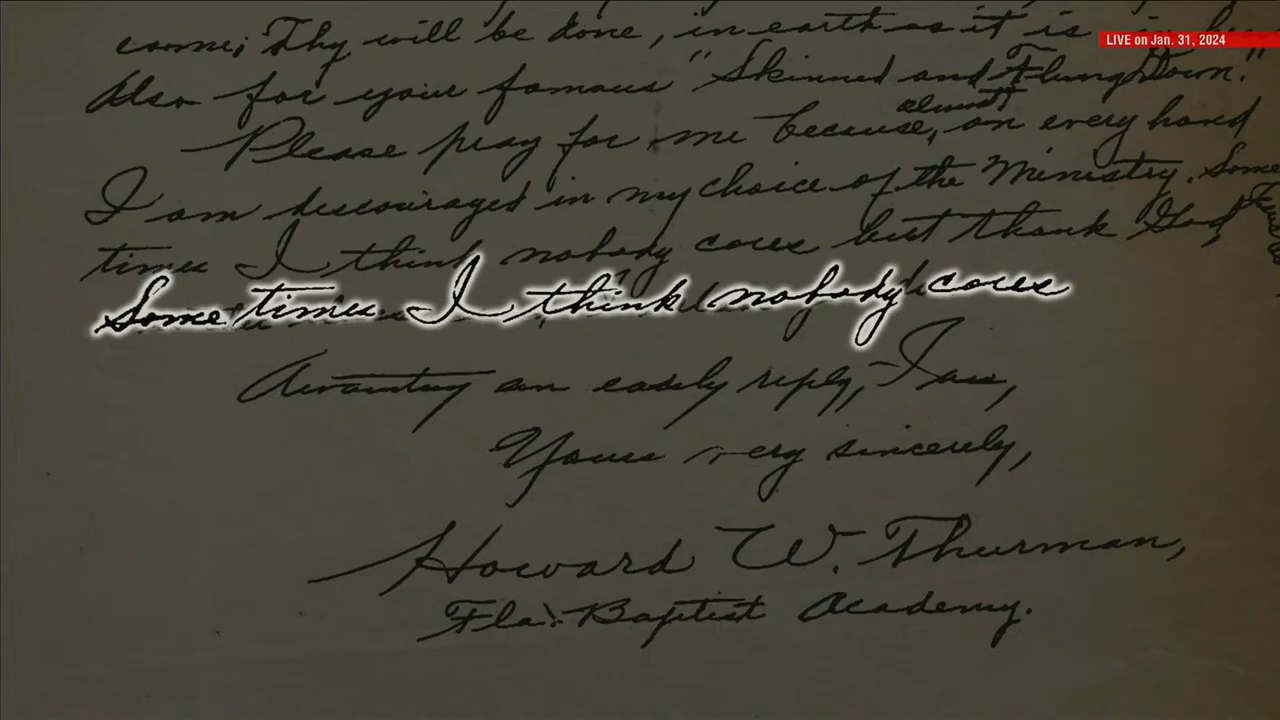 LIVE on Jan. 31, 2024
come; Thy will be done, in earth as it is in
Also for your famous "Skinned and Flung Down."
almost
Please pray for me because, on every hand
I am discouraged in my choice of the Ministry. Some
times I think nobody cares but thank God,
Sometimes I think nobody cares
Awaiting an early reply, I am,
Yours very sincerely,
Howard W. Thurman,
Fla. Baptist Academy.